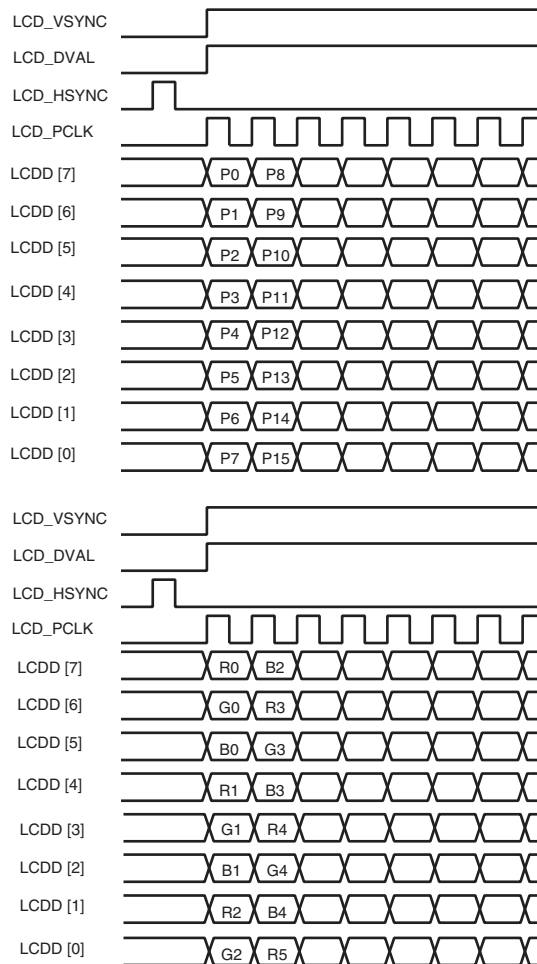 LCD_VSYNC
LCD_DVAL
LCD_HSYNC
LCD_PCLK
LCDD [7] P0 P8
LCDD [6] P1 P9
LCDD [5] P2 P10
LCDD [4] P3 P11
LCDD [3] P4 P12
LCDD [2] P5 P13
LCDD [1] P6 P14
LCDD [0] P7 P15
LCD_VSYNC
LCD_DVAL
LCD_HSYNC
LCD_PCLK
LCDD [7] R0 B2
LCDD [6] G0 R3
LCDD [5] B0 G3
LCDD [4] R1 B3
LCDD [3] G1 R4
LCDD [2] B1 G4
LCDD [1] R2 B4
LCDD [0] G2 R5